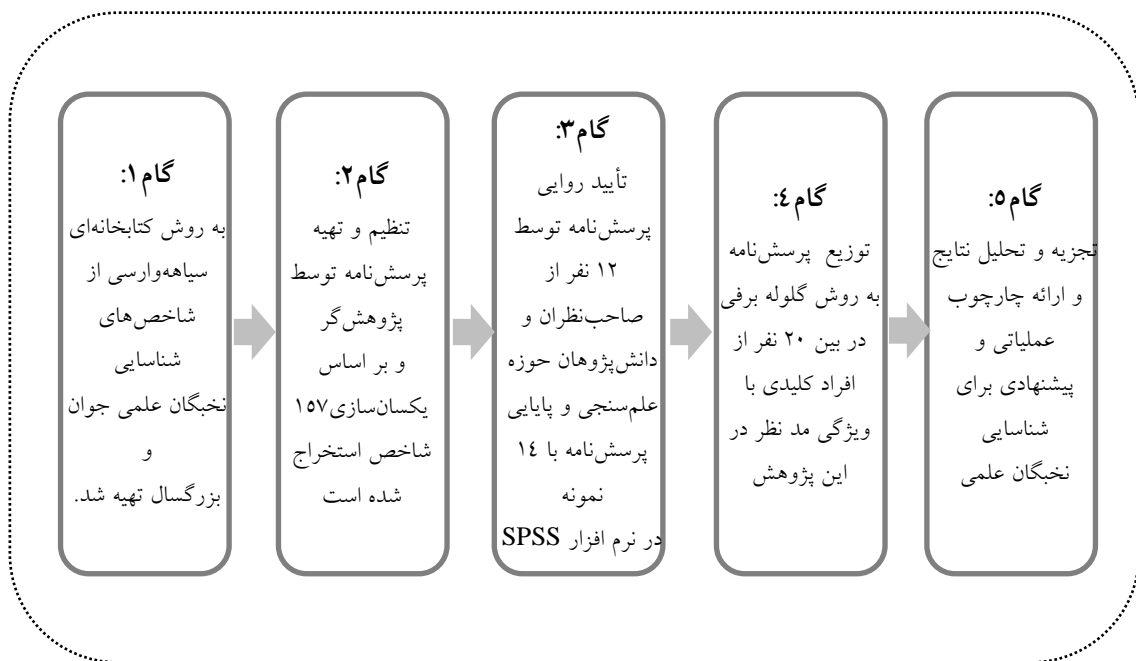 گام۱:
به روش کتابخانه‌ای
سیاهه‌وارسی از
شاخص‌های
شناسایی
نخبگان علمی جوان
و
بزرگسال تهیه شد.
گام۲:
تنظیم و تهیه
پرسش‌نامه توسط
پژوهش‌گر
و بر اساس
یکسان‌سازی۱۵۷
شاخص استخراج
شده است
گام۳:
تأیید روایی
پرسش‌نامه توسط
۱۲ نفر از
صاحب‌نظران و
دانش‌پژوهان حوزه
علم‌سنجی و پایایی
پرسش‌نامه با ١٤
نمونه
در نرم افزار SPSS
گام٤:
توزیع پرسش‌نامه
به روش گلوله برفی
در بین ۲۰ نفر از
افراد کلیدی با
ویژگی مد نظر در
این پژوهش
گام٥:
تجزیه و تحلیل نتایج
و ارائه چارچوب
عملیاتی و
پیشنهادی برای
شناسایی
نخبگان علمی